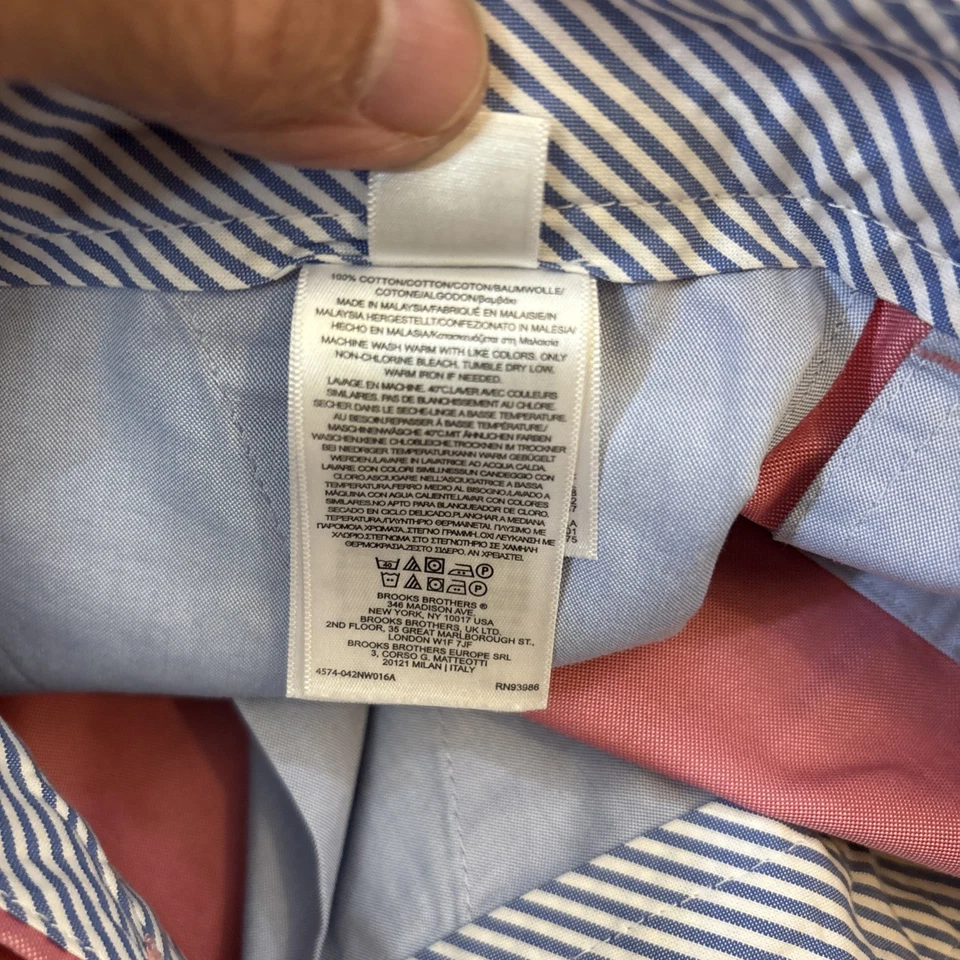 100% COTTON/COTTON/COTON/BAUMWOLLE/
COTONE/ALGODON/βαμβάκι
MADE IN MALAYSIA/FABRIQUÉ EN MALAISIE/IN
MALAYSIA HERGESTELLT/CONFEZIONATO IN MALESIA/
HECHO EN MALASIA/Κατασκευάζεται στη Μαλαισία
MACHINE WASH WARM WITH LIKE COLORS. ONLY
NON-CHLORINE BLEACH. TUMBLE DRY LOW.
WARM IRON IF NEEDED.
LAVAGE EN MACHINE. 40°C.LAVER AVEC COULEURS
SIMILAIRES. PAS DE BLANCHISSEMENT AU CHLORE.
SECHER DANS LE SECHE-LINGE A BASSE TEMPERATURE.
AU BESOIN,REPASSER À BASSE TEMPÉRATURE/
MASCHINENWÄSCHE 40°C.MIT ÄHNLICHEN FARBEN
WASCHEN.KEINE CHLOBLEICHE.TROCKNEN IM TROCKNER
BEI NIEDRIGER TEMPERATUR.KANN WARM GEBÜGELT
WERDEN./LAVARE IN LAVATRICE AD ACQUA CALDA.
LAVARE CON COLORI SIMILI.NESSUN CANDEGGIO CON
CLORO.ASCIUGARE NELL'ASCIUGATRICE A BASSA
TEMPERATURA.FERRO MEDIO AL BISOGNO/LAVADO A
MÁQUINA CON AGUA CALIENTE.LAVAR CON COLORES
SIMILARES.NO APTO PARA BLANQUEADOR DE CLORO.
SECADO EN CICLO DELICADO.PLANCHAR A MEDIANA
TEPERATURA./ΠΛΥΝΤΗΡΙΟ ΘΕΡΜΑΙΝΕΤΑΙ. ΠΛΥΣΙΜΟ ΜΕ
ΠΑΡΟΜΟΙΑ ΧΡΩΜΑΤΑ..ΣΤΕΓΝΟ ΓΡΑΜΜΗ.ΟΧΙ ΛΕΥΚΑΝΣΗ ΜΕ
ΧΛΩΡΙΟ.ΣΤΕΓΝΩΜΑ ΣΤΟ ΣΤΕΓΝΩΤΗΡΙΟ ΣΕ ΧΑΜΗΛΗ
ΘΕΡΜΟΚΡΑΣΙΑ.ΖΕΣΤΟ ΣΙΔΕΡΟ, ΑΝ ΧΡΕΙΑΣΤΕΙ.
40 P
P
BROOKS BROTHERS ®
346 MADISON AVE.
NEW YORK, NY 10017 USA
BROOKS BROTHERS, UK LTD.
2ND FLOOR, 35 GREAT MARLBOROUGH ST.,
LONDON W1F 7JF
BROOKS BROTHERS EUROPE SRL
3, CORSO G. MATTEOTTI
20121 MILAN | ITALY
4574-042NW016A RN93986